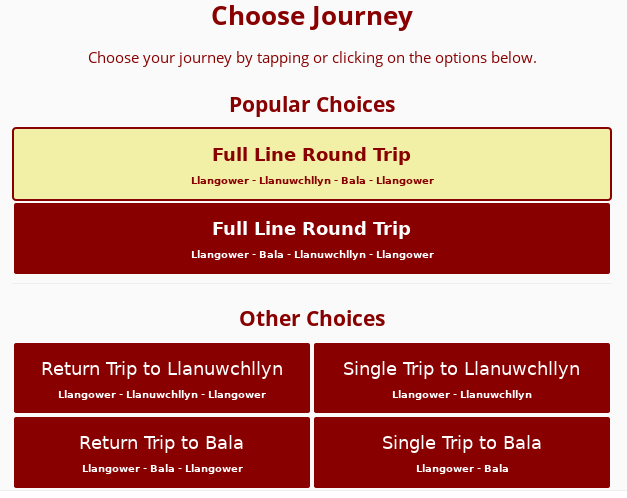 Choose Journey
Choose your journey by tapping or clicking on the options below.
Popular Choices
Full Line Round Trip
Llangower - Llanuwchllyn - Bala - Llangower
Full Line Round Trip
Llangower - Bala - Llanuwchllyn - Llangower
Other Choices
Return Trip to Llanuwchllyn
Llangower - Llanuwchllyn - Llangower
Single Trip to Llanuwchllyn
Llangower - Llanuwchllyn
Return Trip to Bala
Llangower - Bala - Llangower
Single Trip to Bala
Llangower - Bala